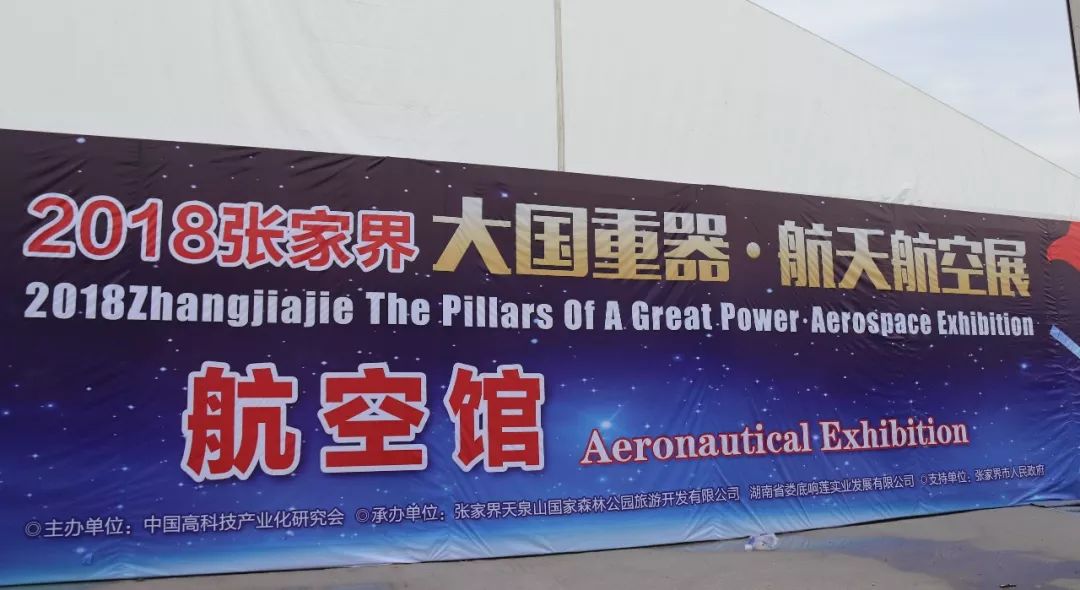 2018张家界 大国重器·航天航空展
2018Zhangjiajie The Pillars Of A Great Power·Aerospace Exhibition
航空馆 Aeronautical Exhibition
◎主办单位：中国高科技产业化研究会 ◎承办单位：张家界天泉山国家森林公园旅游开发有限公司 湖南省娄底响莲实业发展有限公司 ◎支持单位：张家界市人民政府